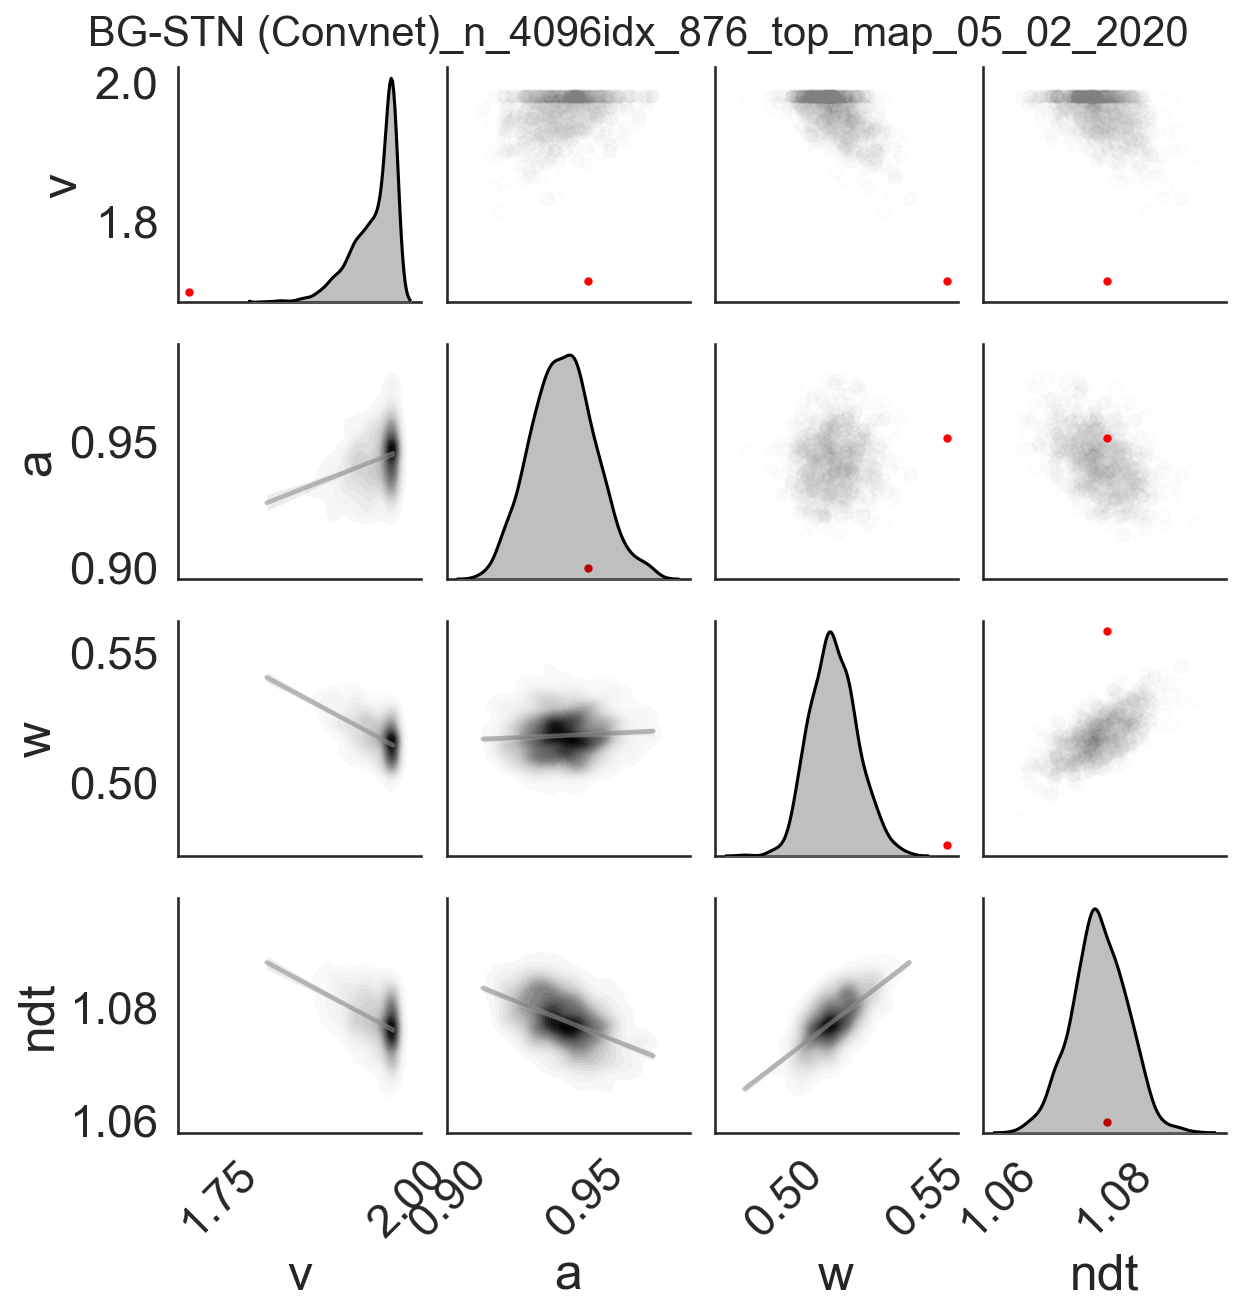 BG-STN (Convnet)_n_4096idx_876_top_map_05_02_2020
2.0
v
1.8
0.95
a
0.90
0.55
w
0.50
1.08
ndt
1.06
1.75 2.00 0.90 0.95 0.50 0.55 1.06 1.08
v a w ndt